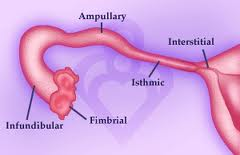 Ampullary
Interstitial
Isthmic
Fimbrial
Infundibular